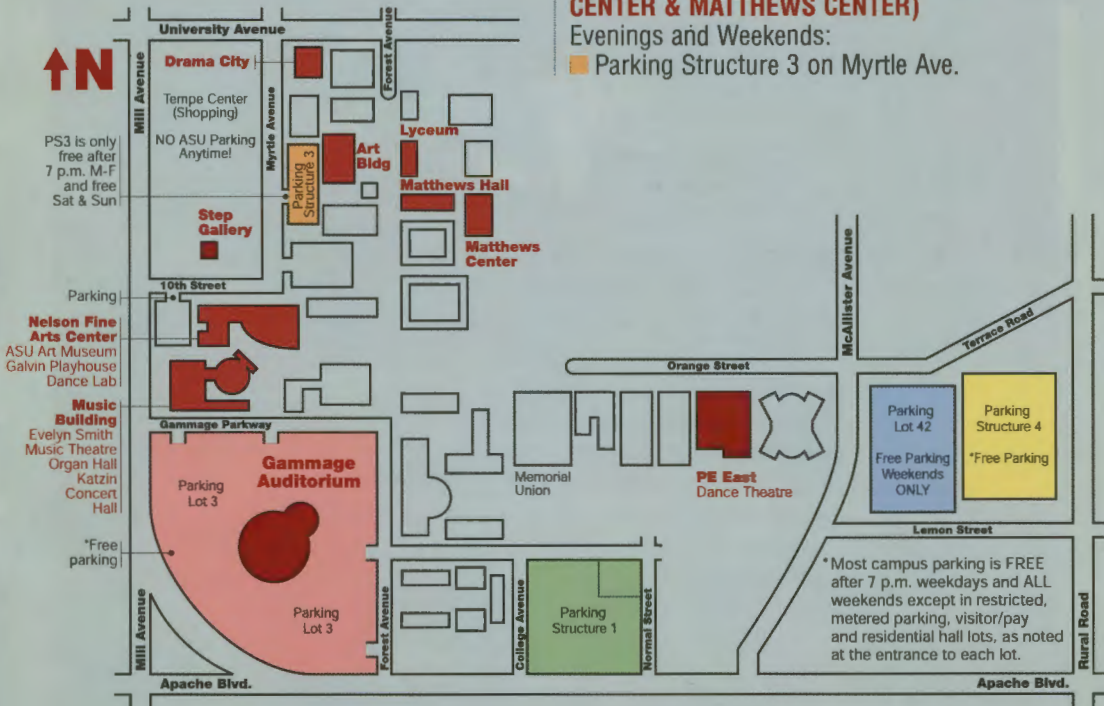 CENTER & MATTHEWS CENTER)
Evenings and Weekends:
Parking Structure 3 on Myrtle Ave.
University Avenue
N
Mill Avenue
Drama City
Tempe Center
(Shopping)
NO ASU Parking
Anytime!
Myrtle Avenue
Forest Avenue
PS3 is only
free after
7 p.m. M-F
and free
Sat & Sun
Parking
Structure 3
Art
Bldg
Lyceum
Matthews Hall
Matthews
Center
Step
Gallery
10th Street
Parking
Nelson Fine
Arts Center
ASU Art Museum
Galvin Playhouse
Dance Lab
Music
Building
Evelyn Smith
Music Theatre
Organ Hall
Katzin
Concert
Hall
Gammage Parkway
Gammage
Auditorium
Parking
Lot 3
*Free
parking
Parking
Lot 3
Mill Avenue
Forest Avenue
Apache Blvd.
Orange Street
McAllister Avenue
Terrace Road
Memorial
Union
PE East
Dance Theatre
Parking
Lot 42
Free Parking
Weekends
ONLY
Parking
Structure 4
*Free Parking
Lemon Street
College Avenue
Parking
Structure 1
Normal Street
*Most campus parking is FREE
after 7 p.m. weekdays and ALL
weekends except in restricted,
metered parking, visitor/pay
and residential hall lots, as noted
at the entrance to each lot.
Rural Road
Apache Blvd.